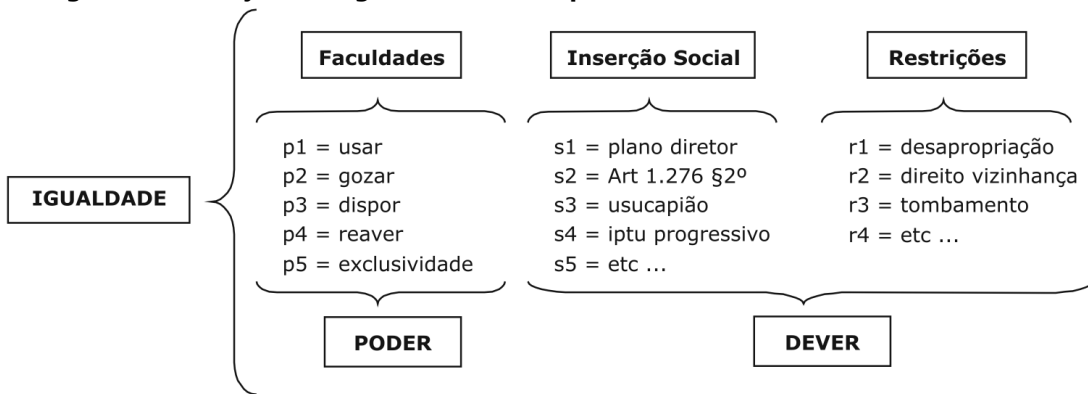 Faculdades
Inserção Social
Restrições
p1 = usar
p2 = gozar
p3 = dispor
p4 = reaver
p5 = exclusividade
s1 = plano diretor
s2 = Art 1.276 §2º
s3 = usucapião
s4 = iptu progressivo
s5 = etc ...
r1 = desapropriação
r2 = direito vizinhança
r3 = tombamento
r4 = etc ...
IGUALDADE
PODER
DEVER